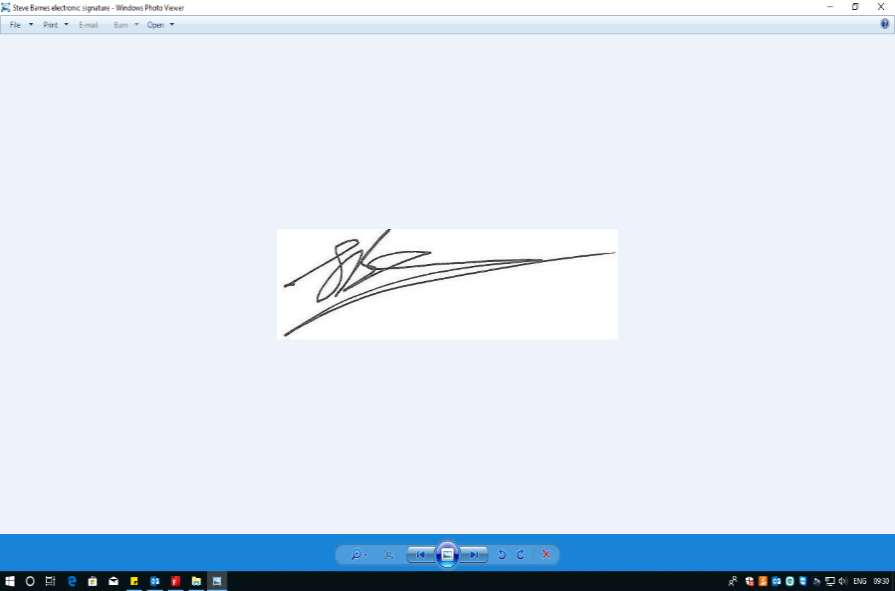 Steve Barnes electronic signature - Windows Photo Viewer
File Print E-mail Burn Open
ENG 09:30